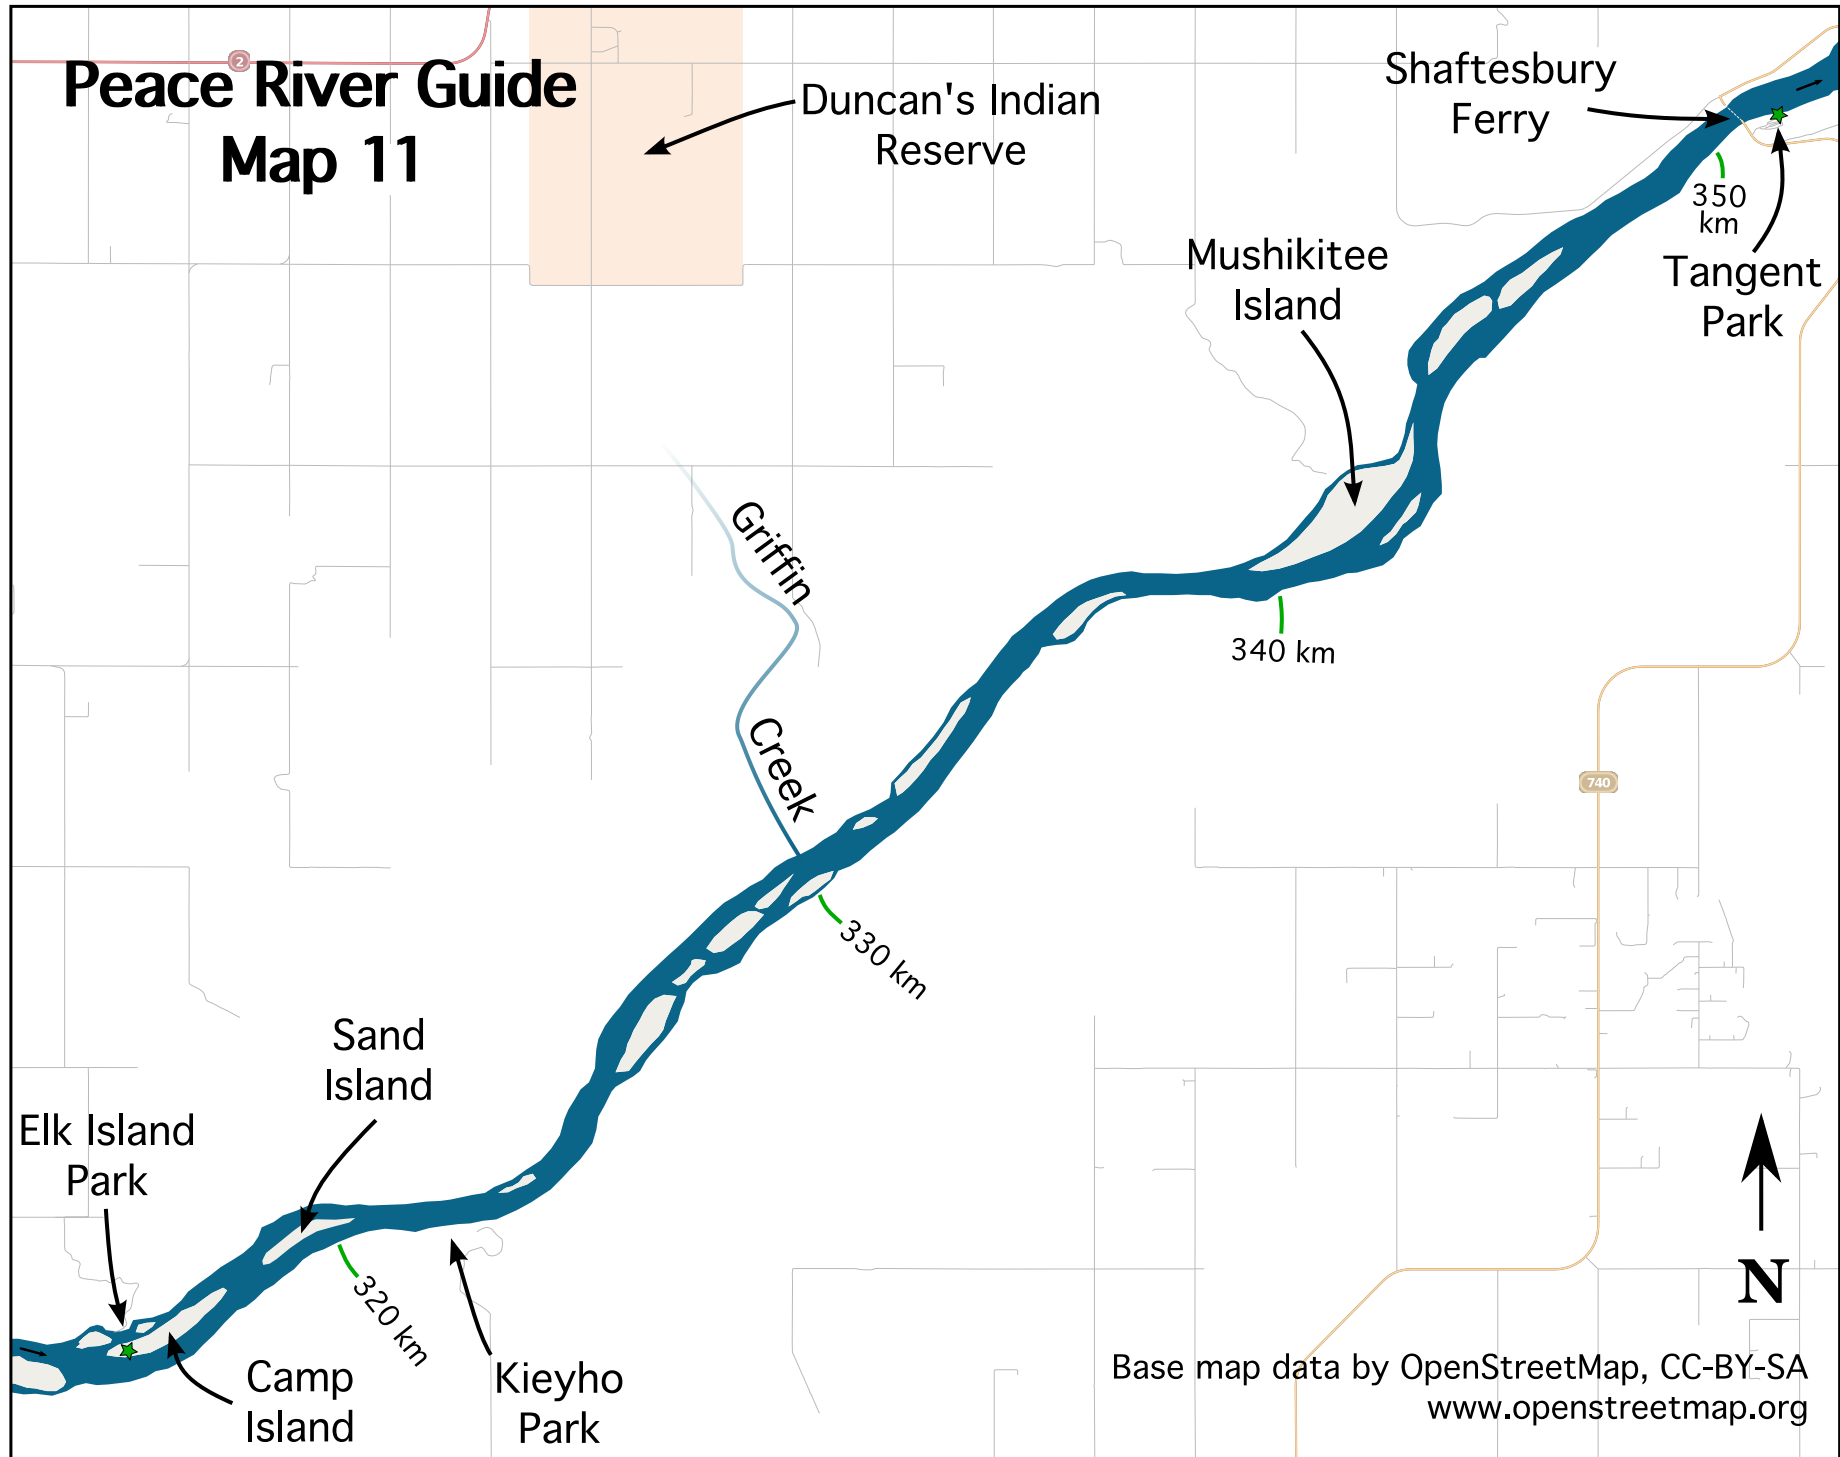 Peace River Guide
Map 11
2
Duncan's Indian
Reserve
Shaftesbury
Ferry
350
km
Tangent
Park
Mushikitee
Island
340 km
Griffin
Creek
740
330 km
Sand
Island
Elk Island
Park
320 km
Camp
Island
Kieyho
Park
N
Base map data by OpenStreetMap, CC-BY-SA
www.openstreetmap.org